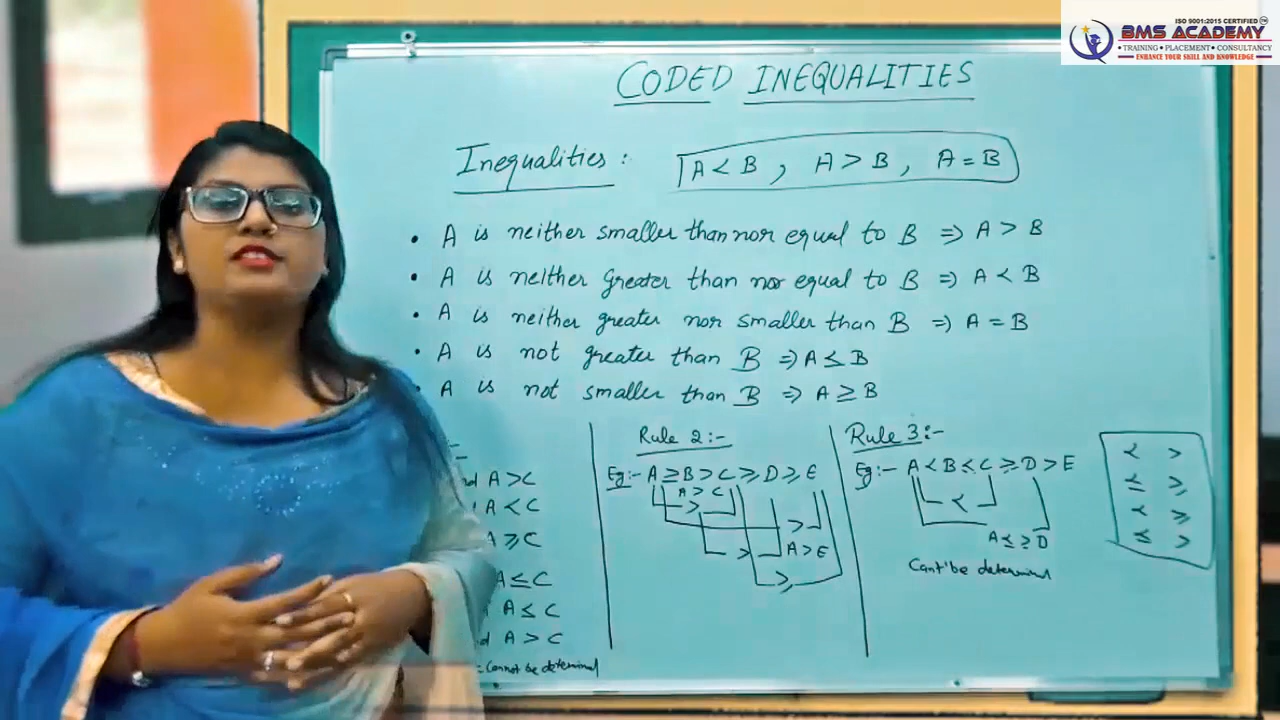 ISO 9001:2015 CERTIFIED
BMS ACADEMY
• TRAINING • PLACEMENT • CONSULTANCY
ENHANCE YOUR SKILL AND KNOWLEDGE
CODED INEQUALITIES
Inequalities : A < B , A > B , A = B
• A is neither smaller than nor equal to B ⇒ A > B
• A is neither greater than nor equal to B ⇒ A < B
• A is neither greater nor smaller than B ⇒ A = B
• A is not greater than B ⇒ A ≤ B
• A is not smaller than B ⇒ A ≥ B
A > C
A < C
A ≥ C
A ≤ C
A ≤ C
A > C
= Cannot be determined
Rule 2 :-
Eg:- A ≥ B > C ≥ D ≥ E
A > C
>
>
> A > E
≥
Rule 3 :-
Eg:- A < B ≤ C ≥ D > E
<
A ≤ ≥ D
Cant' be determined
< >
≤ ≥
< ≥
≤ >